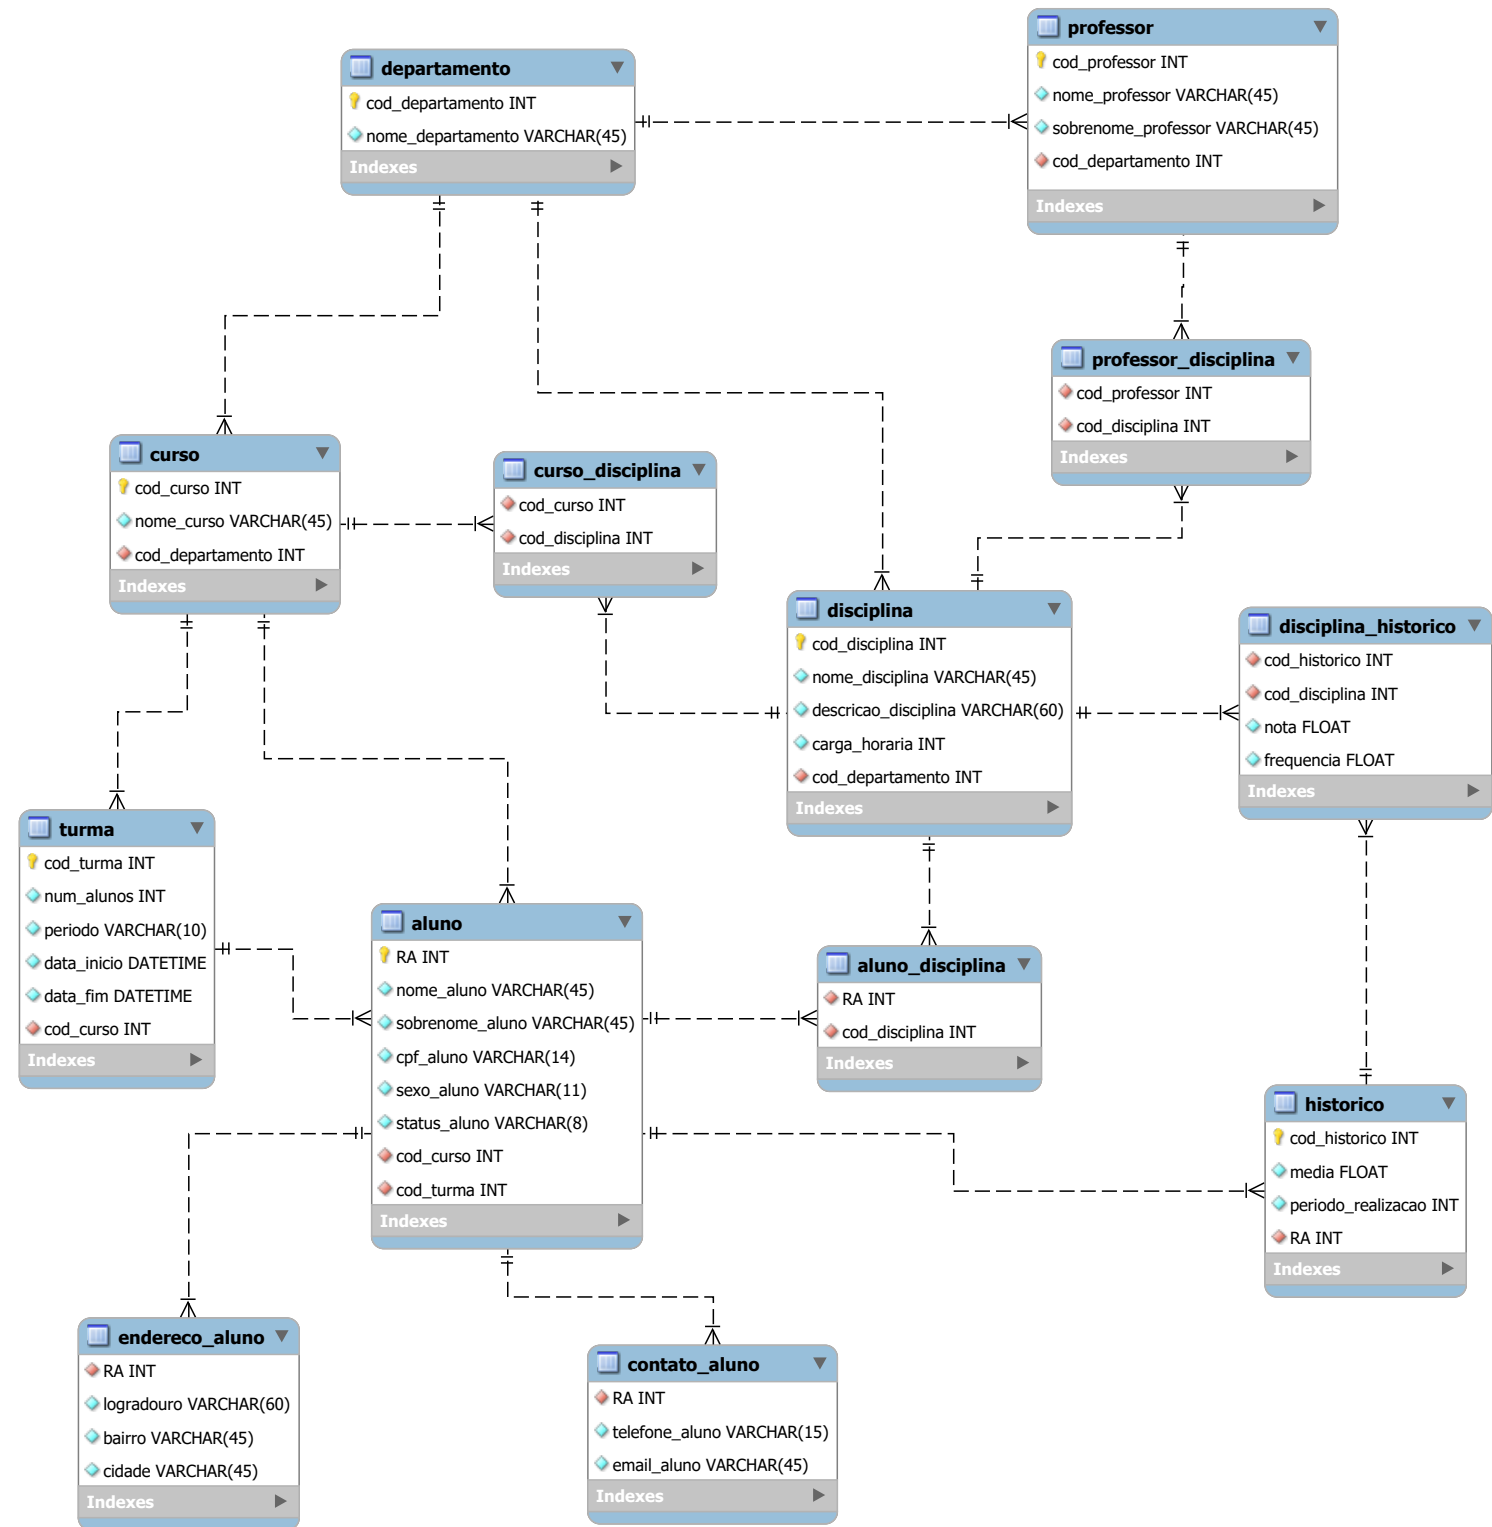 departamento
cod_departamento INT
nome_departamento VARCHAR(45)
Indexes
professor
cod_professor INT
nome_professor VARCHAR(45)
sobrenome_professor VARCHAR(45)
cod_departamento INT
Indexes
professor_disciplina
cod_professor INT
cod_disciplina INT
Indexes
curso
cod_curso INT
nome_curso VARCHAR(45)
cod_departamento INT
Indexes
curso_disciplina
cod_curso INT
cod_disciplina INT
Indexes
disciplina
cod_disciplina INT
nome_disciplina VARCHAR(45)
descricao_disciplina VARCHAR(60)
carga_horaria INT
cod_departamento INT
Indexes
disciplina_historico
cod_historico INT
cod_disciplina INT
nota FLOAT
frequencia FLOAT
Indexes
turma
cod_turma INT
num_alunos INT
periodo VARCHAR(10)
data_inicio DATETIME
data_fim DATETIME
cod_curso INT
Indexes
aluno
RA INT
nome_aluno VARCHAR(45)
sobrenome_aluno VARCHAR(45)
cpf_aluno VARCHAR(14)
sexo_aluno VARCHAR(11)
status_aluno VARCHAR(8)
cod_curso INT
cod_turma INT
Indexes
aluno_disciplina
RA INT
cod_disciplina INT
Indexes
historico
cod_historico INT
media FLOAT
periodo_realizacao INT
RA INT
Indexes
endereco_aluno
RA INT
logradouro VARCHAR(60)
bairro VARCHAR(45)
cidade VARCHAR(45)
Indexes
contato_aluno
RA INT
telefone_aluno VARCHAR(15)
email_aluno VARCHAR(45)
Indexes